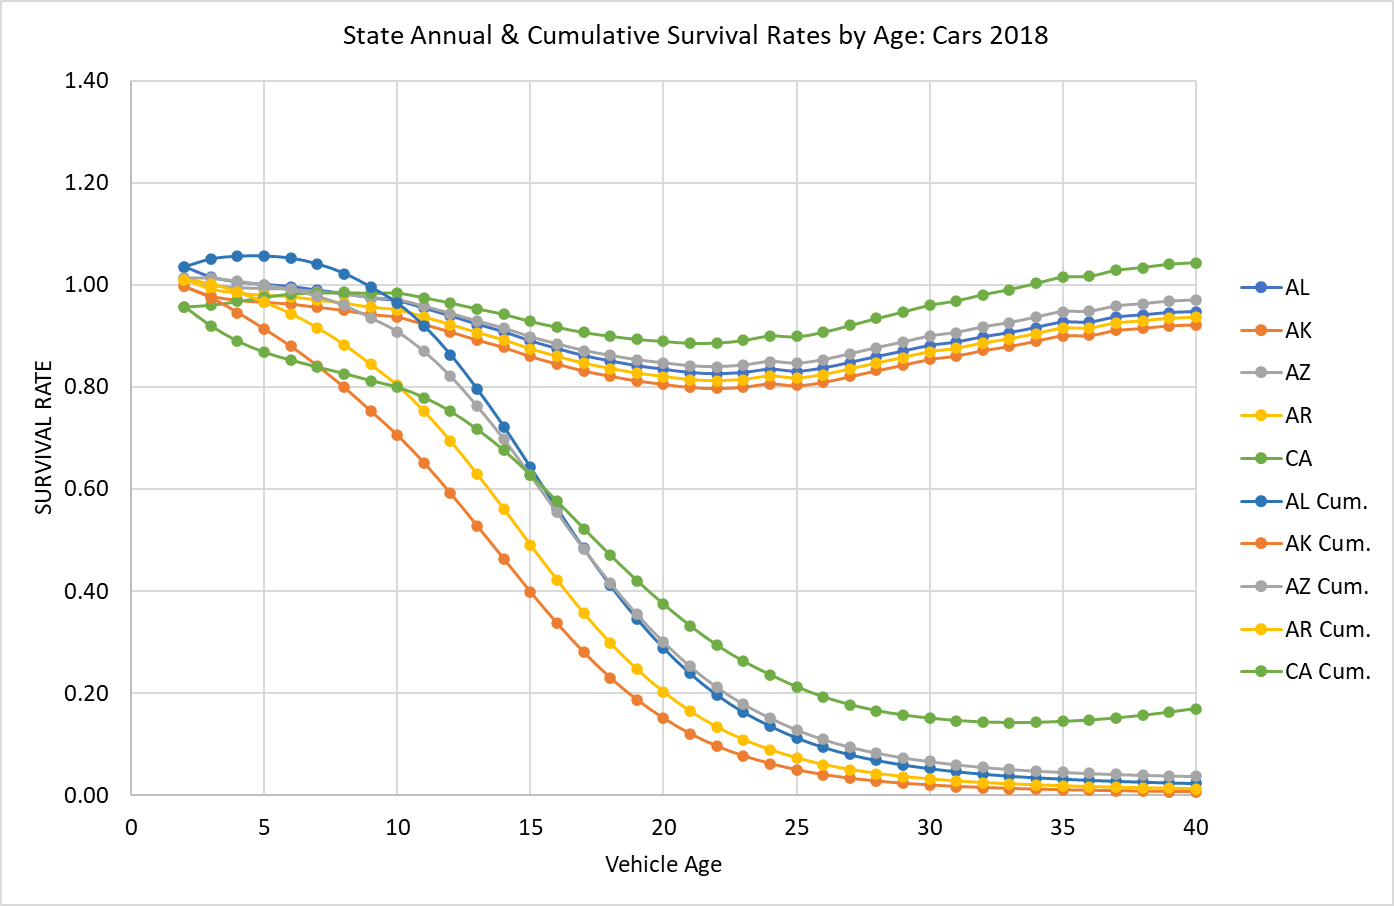 State Annual & Cumulative Survival Rates by Age: Cars 2018
1.40
1.20
1.00
0.80
0.60
0.40
0.20
0.00
SURVIVAL RATE
0 5 10 15 20 25 30 35 40
Vehicle Age
AL
AK
AZ
AR
CA
AL Cum.
AK Cum.
AZ Cum.
AR Cum.
CA Cum.